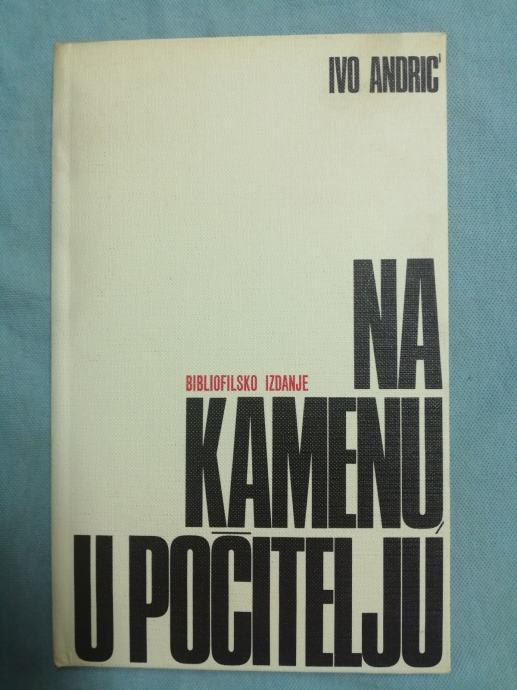 IVO ANDRIĆ
NA
BIBLIOFILSKO IZDANJE
KAMENU,
U POČITELJU